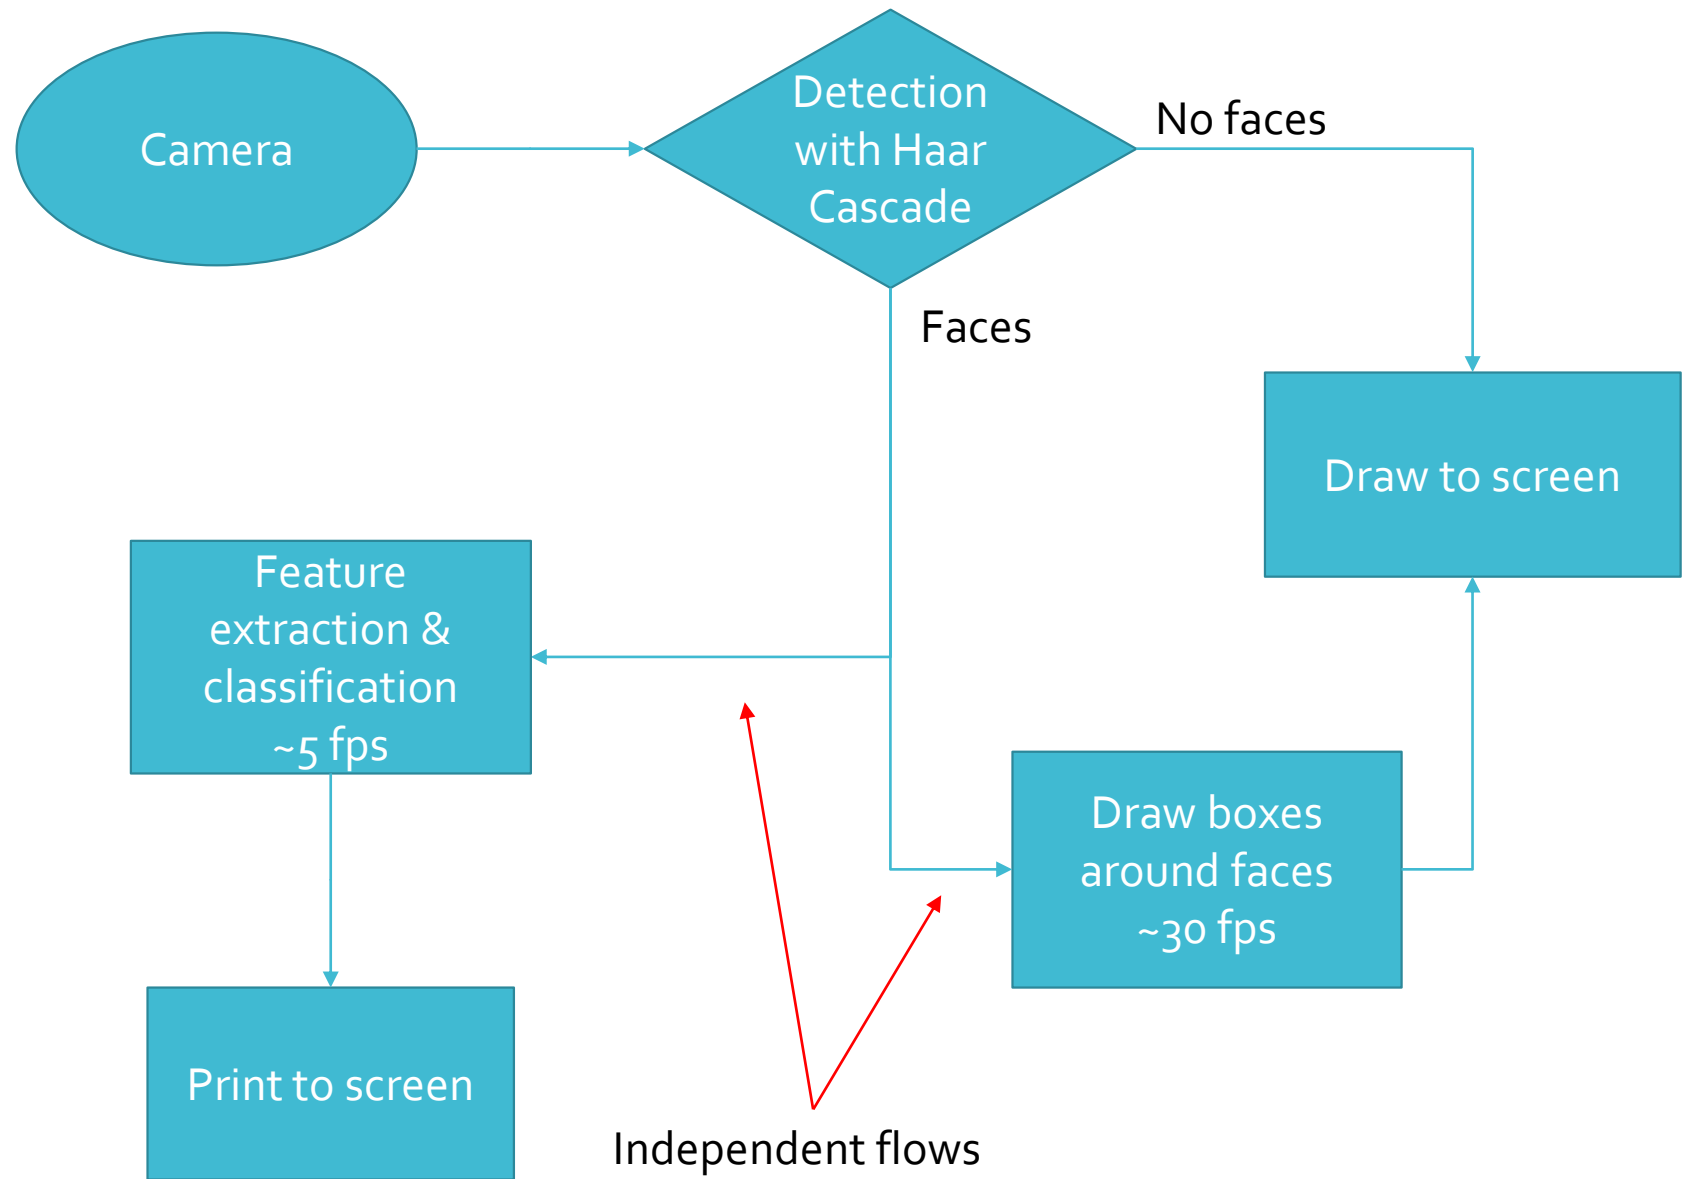 Camera
Detection
with Haar
Cascade
No faces
Faces
Draw to screen
Feature
extraction &
classification
~5 fps
Draw boxes
around faces
~30 fps
Print to screen
Independent flows